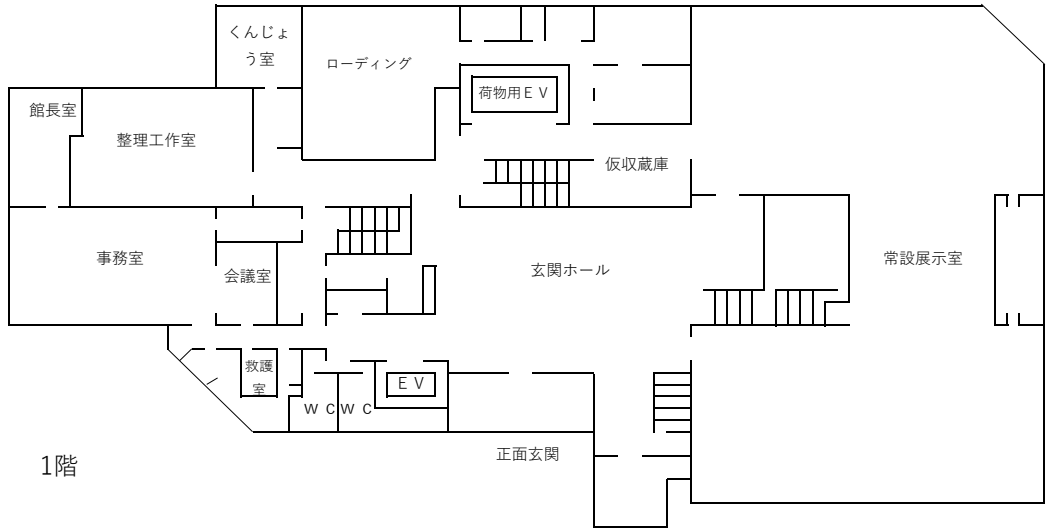 くんじょ
う室
ローディング
荷物用ＥＶ
館長室
整理工作室
仮収蔵庫
事務室
会議室
玄関ホール
常設展示室
救護
室
ＥＶ
ＷＣＷＣ
正面玄関
1階